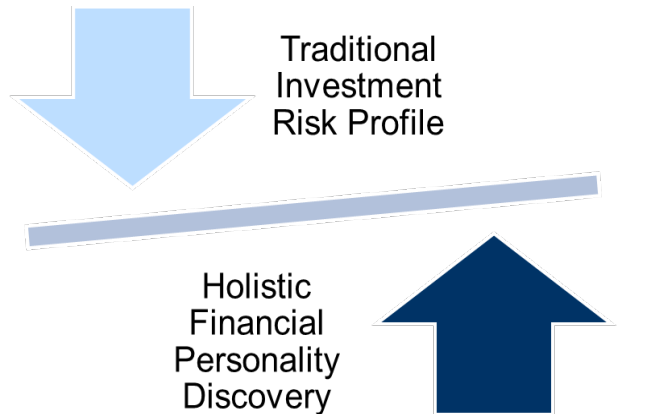 Traditional
Investment
Risk Profile
Holistic
Financial
Personality
Discovery